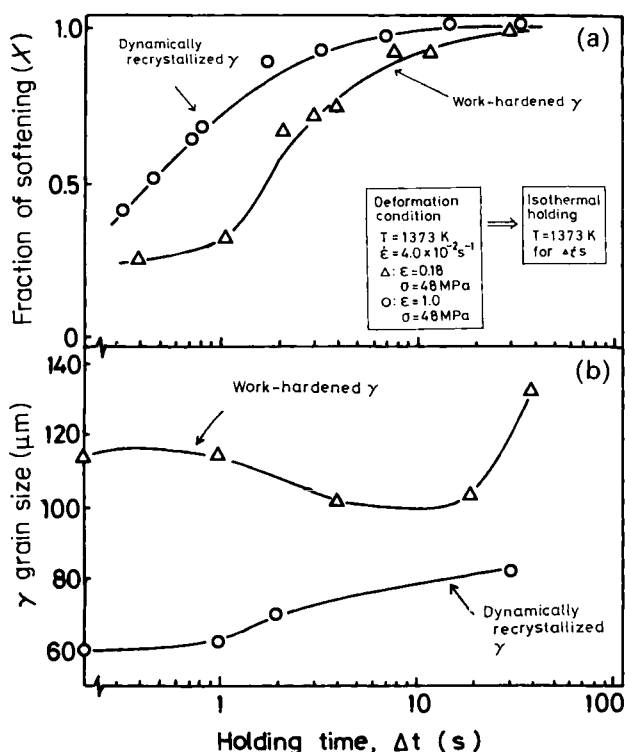 (a)
Fraction of softening (X)
1.0
0.5
0
Dynamically
recrystallized γ
Work-hardened γ
Deformation
condition
T=1373 K
ε̇=4.0×10⁻²s⁻¹
△: ε=0.18
σ=48MPa
○: ε=1.0
σ=48MPa
Isothermal
holding
T=1373 K
for Δt s
(b)
γ grain size (μm)
140
120
100
80
60
Work-hardened γ
Dynamically
recrystallized
γ
1
10
100
Holding time, Δt (s)